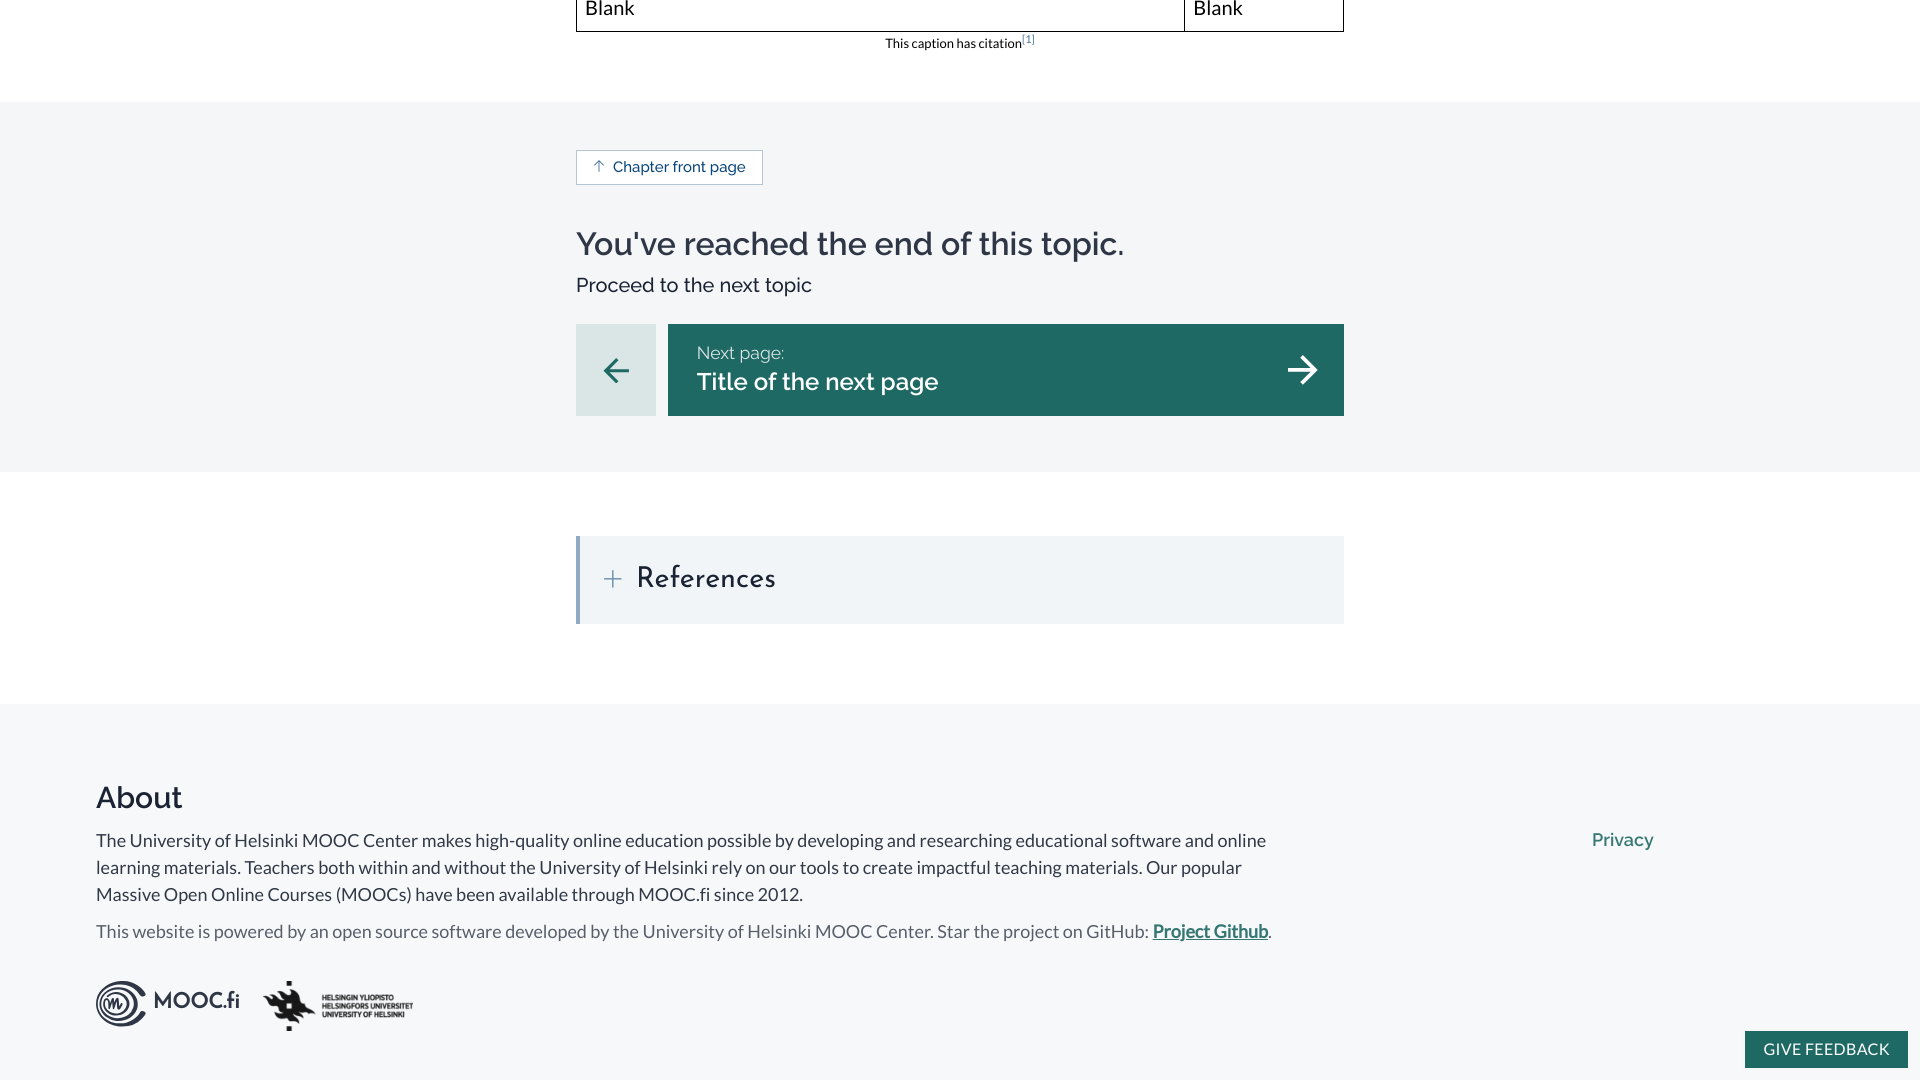 Blank Blank
This caption has citation[1]
↑ Chapter front page
You've reached the end of this topic.
Proceed to the next topic
Next page:
Title of the next page
References
About
The University of Helsinki MOOC Center makes high-quality online education possible by developing and researching educational software and online
learning materials. Teachers both within and without the University of Helsinki rely on our tools to create impactful teaching materials. Our popular
Massive Open Online Courses (MOOCs) have been available through MOOC.fi since 2012.
Privacy
This website is powered by an open source software developed by the University of Helsinki MOOC Center. Star the project on GitHub: Project Github.
MOOC.fi
HELSINGIN YLIOPISTO
HELSINGFORS UNIVERSITET
UNIVERSITY OF HELSINKI
GIVE FEEDBACK